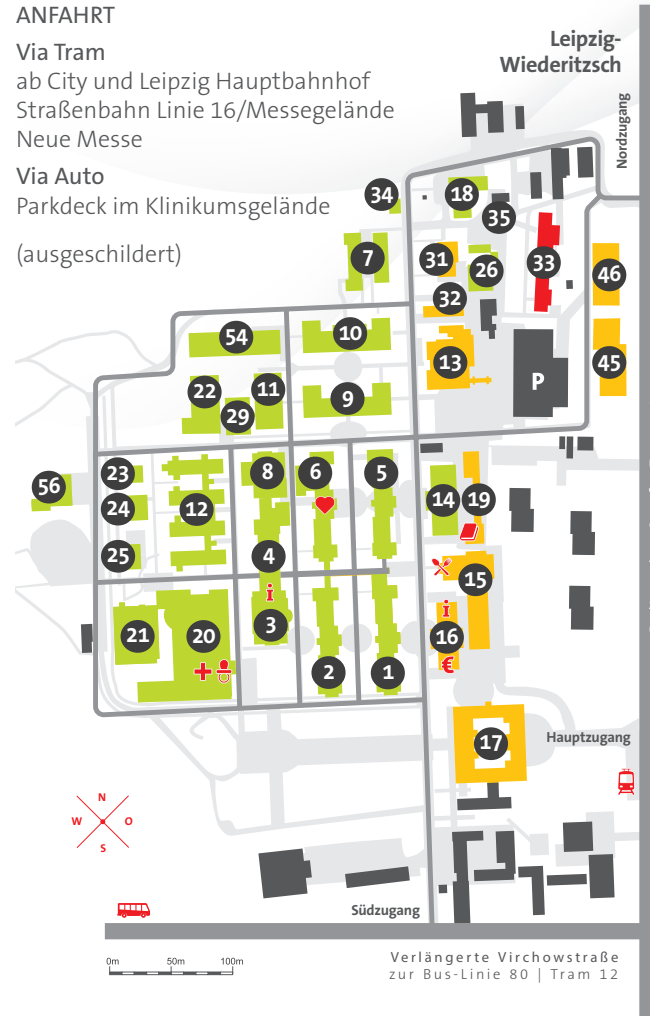 ANFAHRT
Via Tram
ab City und Leipzig Hauptbahnhof
Straßenbahn Linie 16/Messegelände
Neue Messe
Via Auto
Parkdeck im Klinikumsgelände
(ausgeschildert)
Leipzig-
Wiederitzsch
Nordzugang
34
18
35
7
31
26
33
46
32
54
10
13
45
P
22
11
9
29
23
8
6
5
56
24
12
14
19
25
4
15
i
i
21
20
3
16
€
2
1
17
Hauptzugang
N
W O
S
Südzugang
0m 50m 100m
Verlängerte Virchowstraße
zur Bus-Linie 80 | Tram 12